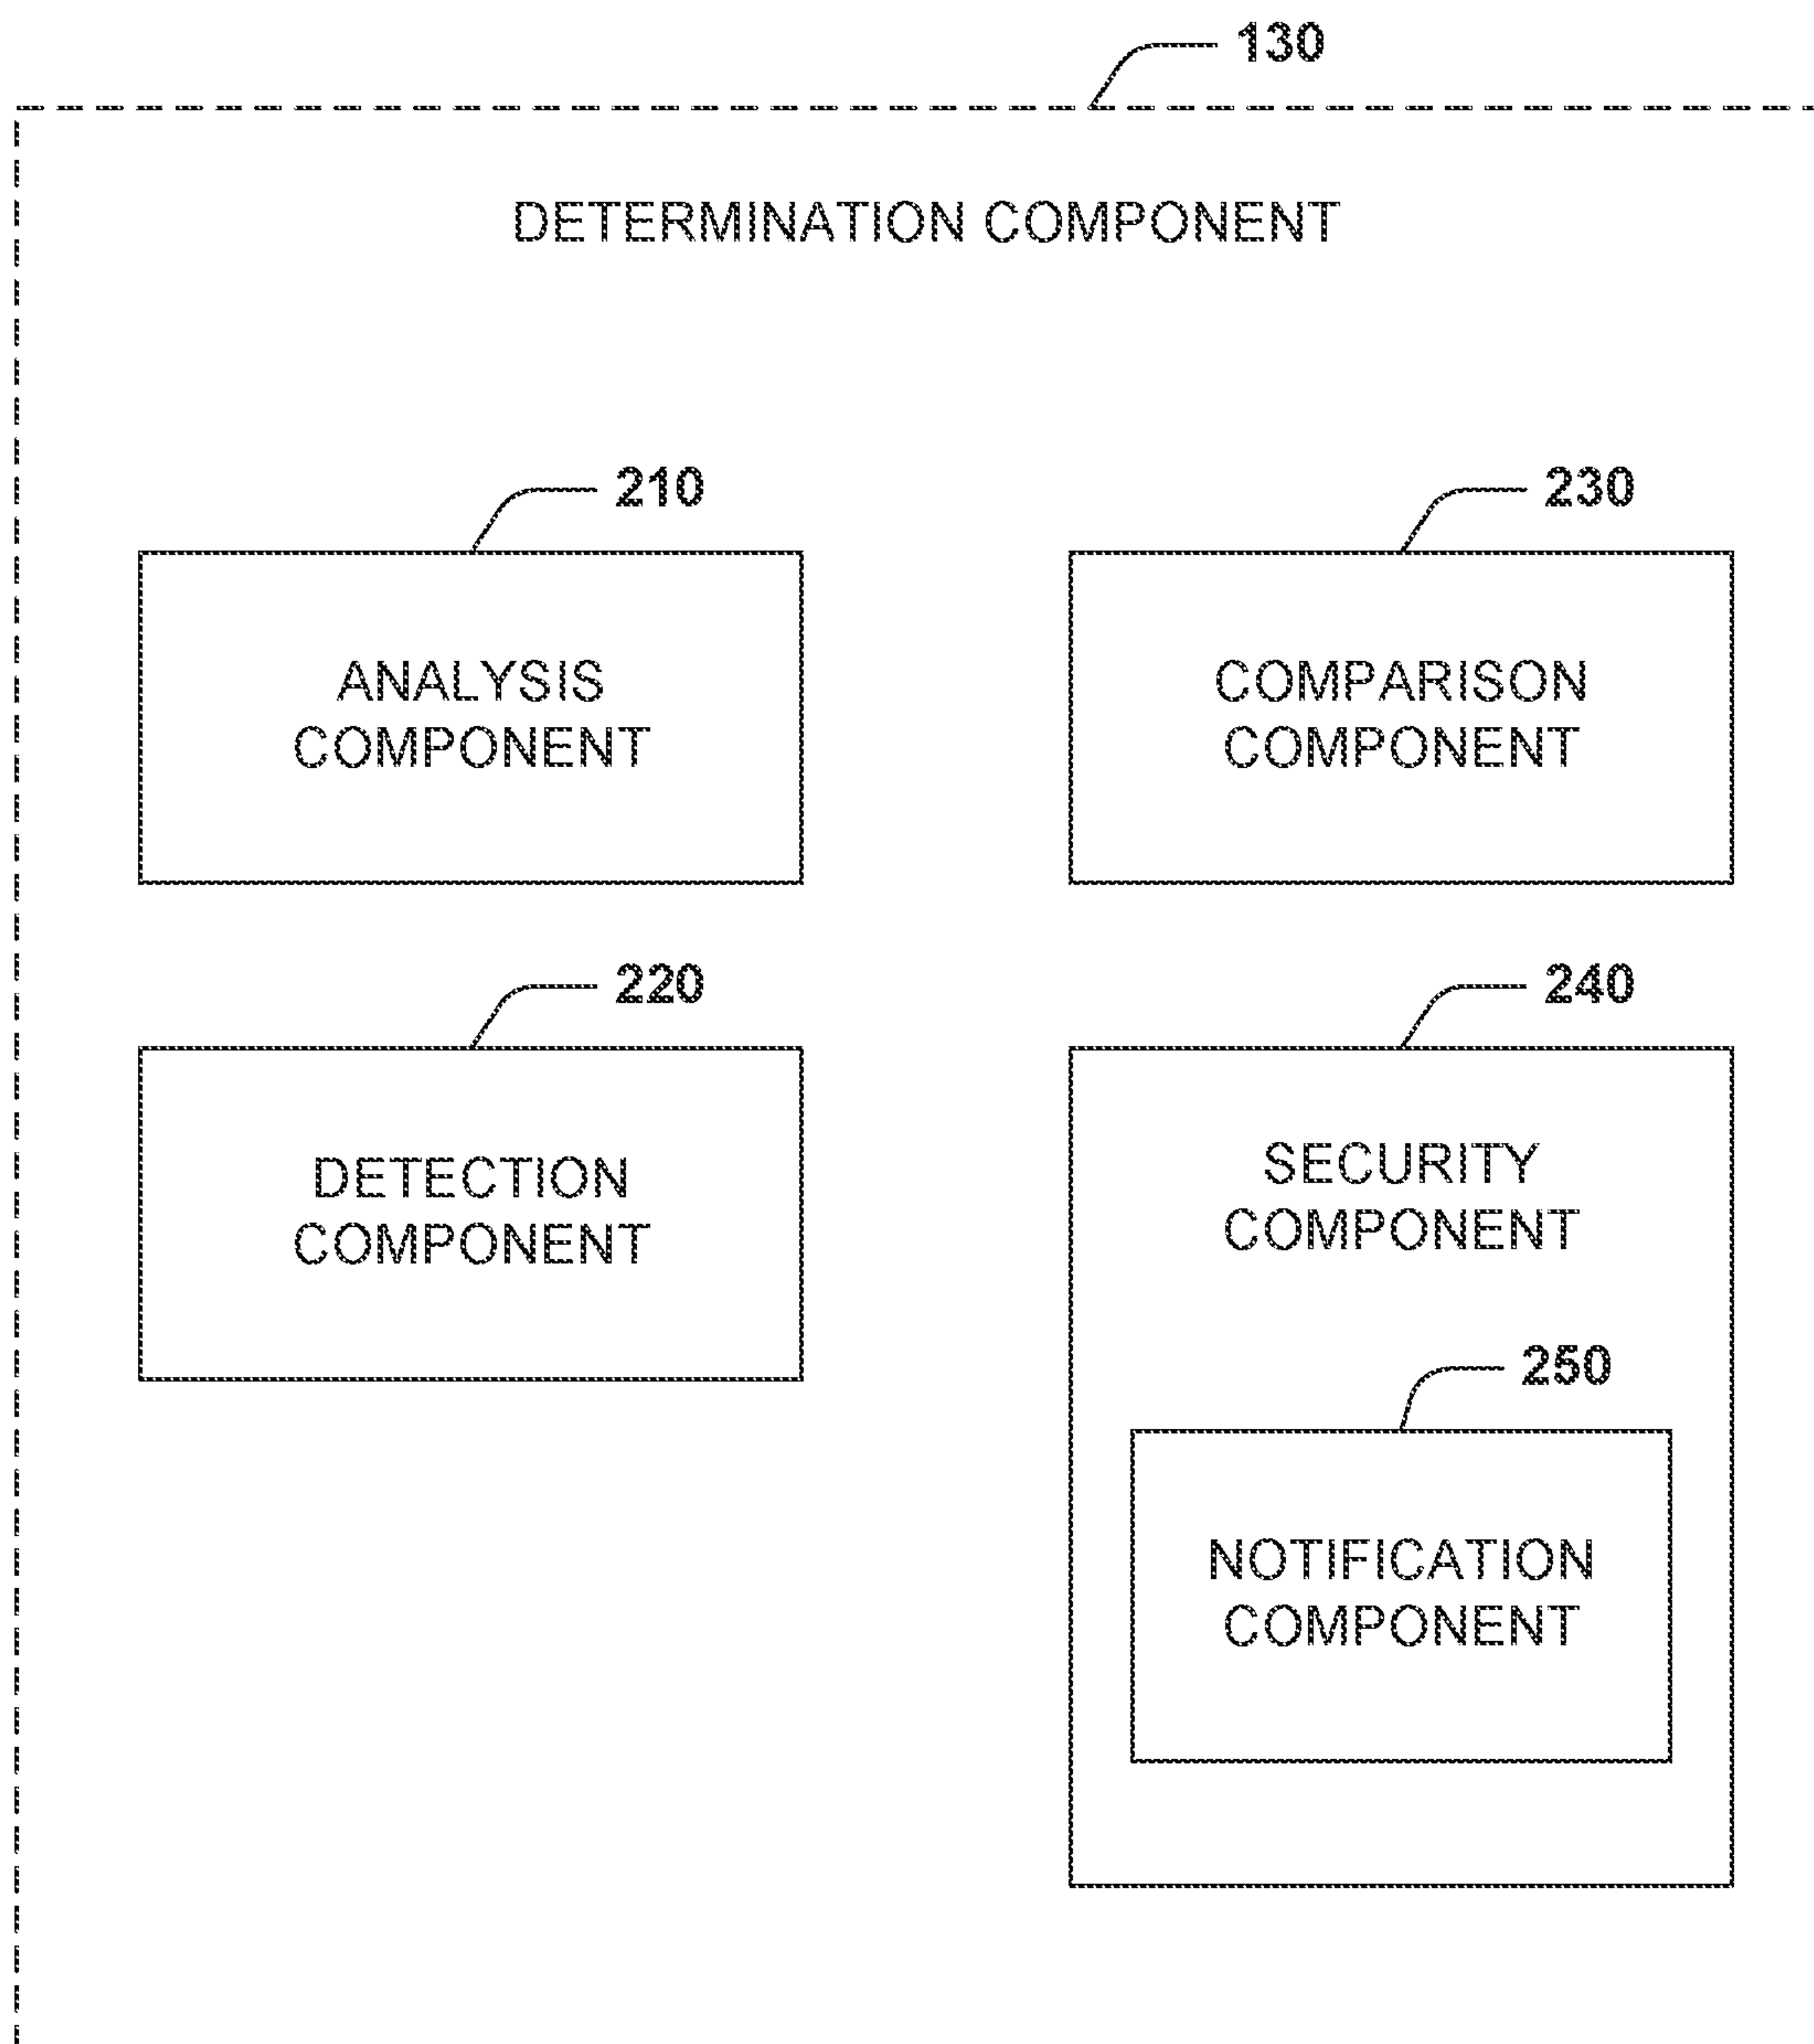 130
DETERMINATION COMPONENT
210
ANALYSIS
COMPONENT
230
COMPARISON
COMPONENT
220
DETECTION
COMPONENT
240
SECURITY
COMPONENT
250
NOTIFICATION
COMPONENT